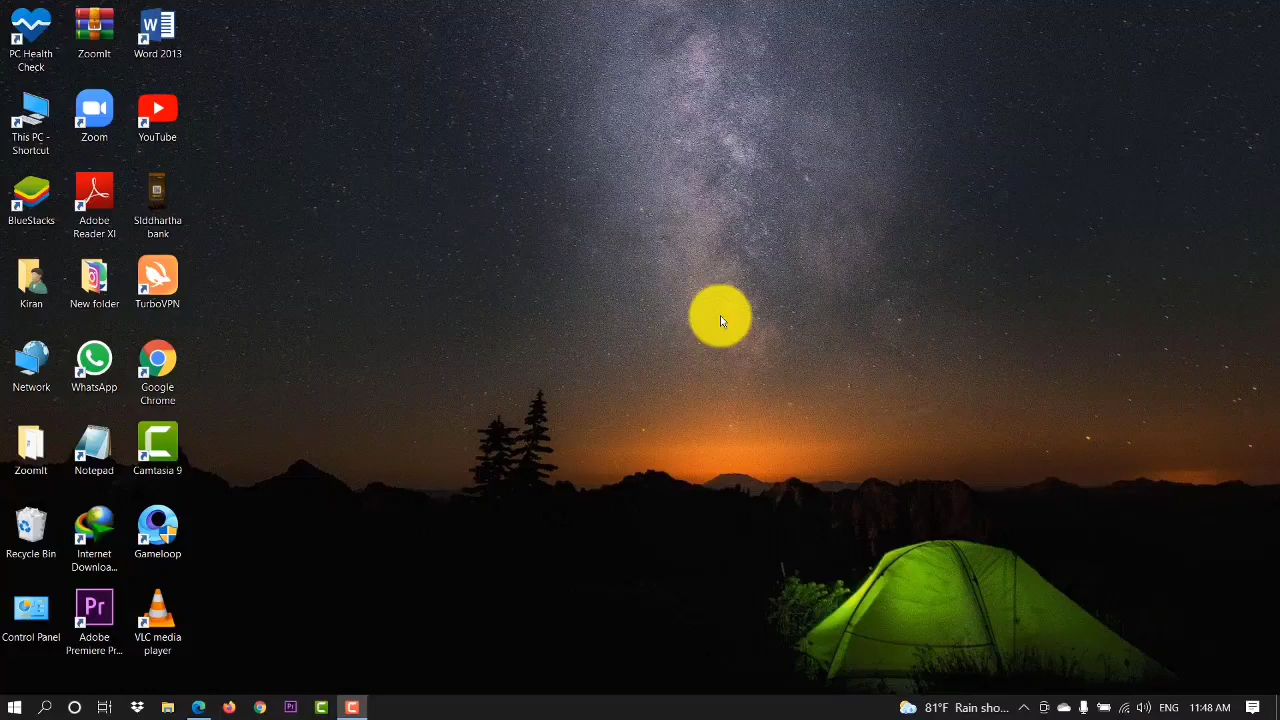 PC Health
Check
ZoomIt
Word 2013
This PC -
Shortcut
Zoom
YouTube
BlueStacks
Adobe
Reader XI
SIddhartha
bank
Kiran
New folder
TurboVPN
Network
WhatsApp
Google
Chrome
ZoomIt
Notepad
Camtasia 9
Recycle Bin
Internet
Downloa...
Gameloop
Control Panel
Adobe
Premiere Pr...
VLC media
player
81°F Rain sho...
ENG
11:48 AM